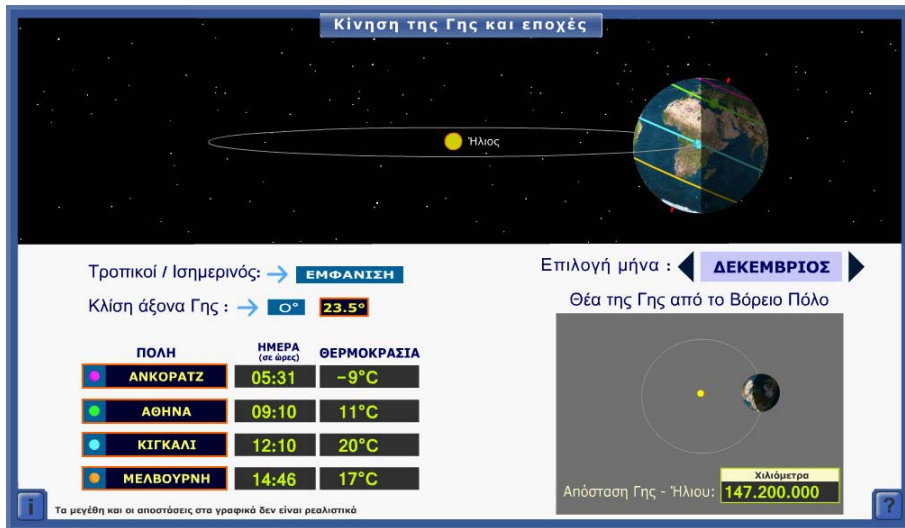 Κίνηση της Γης και εποχές
Ήλιος
Τροπικοί / Ισημερινός: → ΕΜΦΑΝΙΣΗ
Κλίση άξονα Γης : → 0° 23.5°
Επιλογή μήνα : ΔΕΚΕΜΒΡΙΟΣ
Θέα της Γης από το Βόρειο Πόλο
ΠΟΛΗ ΗΜΕΡΑ (σε ώρες) ΘΕΡΜΟΚΡΑΣΙΑ
ΑΝΚΟΡΑΤΖ 05:31 −9°C
ΑΘΗΝΑ 09:10 11°C
ΚΙΓΚΑΛΙ 12:10 20°C
ΜΕΛΒΟΥΡΝΗ 14:46 17°C
Χιλιόμετρα
Απόσταση Γης - Ήλιου: 147.200.000
i Τα μεγέθη και οι αποστάσεις στα γραφικά δεν είναι ρεαλιστικά ?